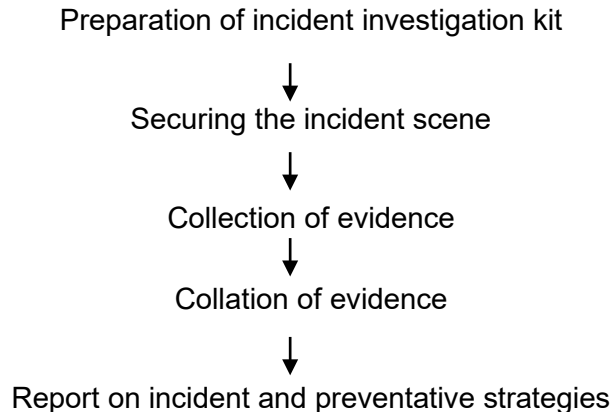 Preparation of incident investigation kit
Securing the incident scene
Collection of evidence
Collation of evidence
Report on incident and preventative strategies